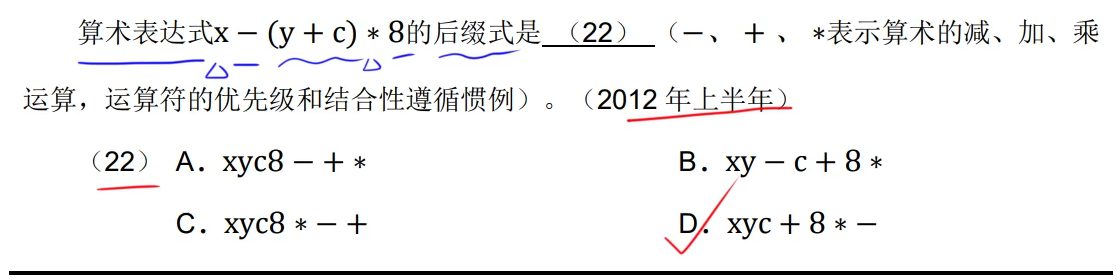 算术表达式x − (y + c) ∗ 8的后缀式是 （22） （−、 + 、 ∗表示算术的减、加、乘
运算，运算符的优先级和结合性遵循惯例）。（2012 年上半年）
（22） A．xyc8 − + ∗ B．xy − c + 8 ∗
C．xyc8 ∗ − + D．xyc + 8 ∗ −